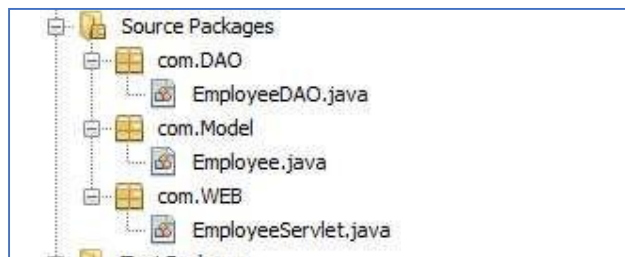 Source Packages
com.DAO
EmployeeDAO.java
com.Model
Employee.java
com.WEB
EmployeeServlet.java